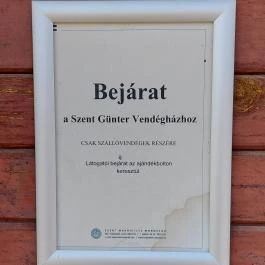 Bejárat
a Szent Günter Vendégházhoz
CSAK SZÁLLÓVENDÉGEK RÉSZÉRE
&
Látogatói bejárat az ajándékbolton
keresztül